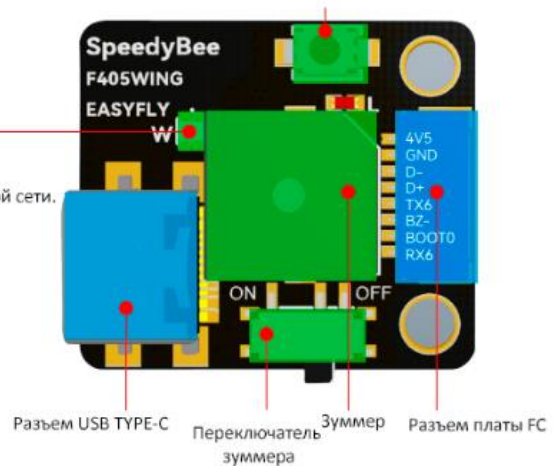 SpeedyBee
F405WING
EASYFLY
W
L
ой сети.
4V5
GND
D-
D+
TX6
BZ-
BOOT0
RX6
ON
OFF
Разъем USB TYPE-C
Переключатель
зуммера
Зуммер
Разъем платы FC